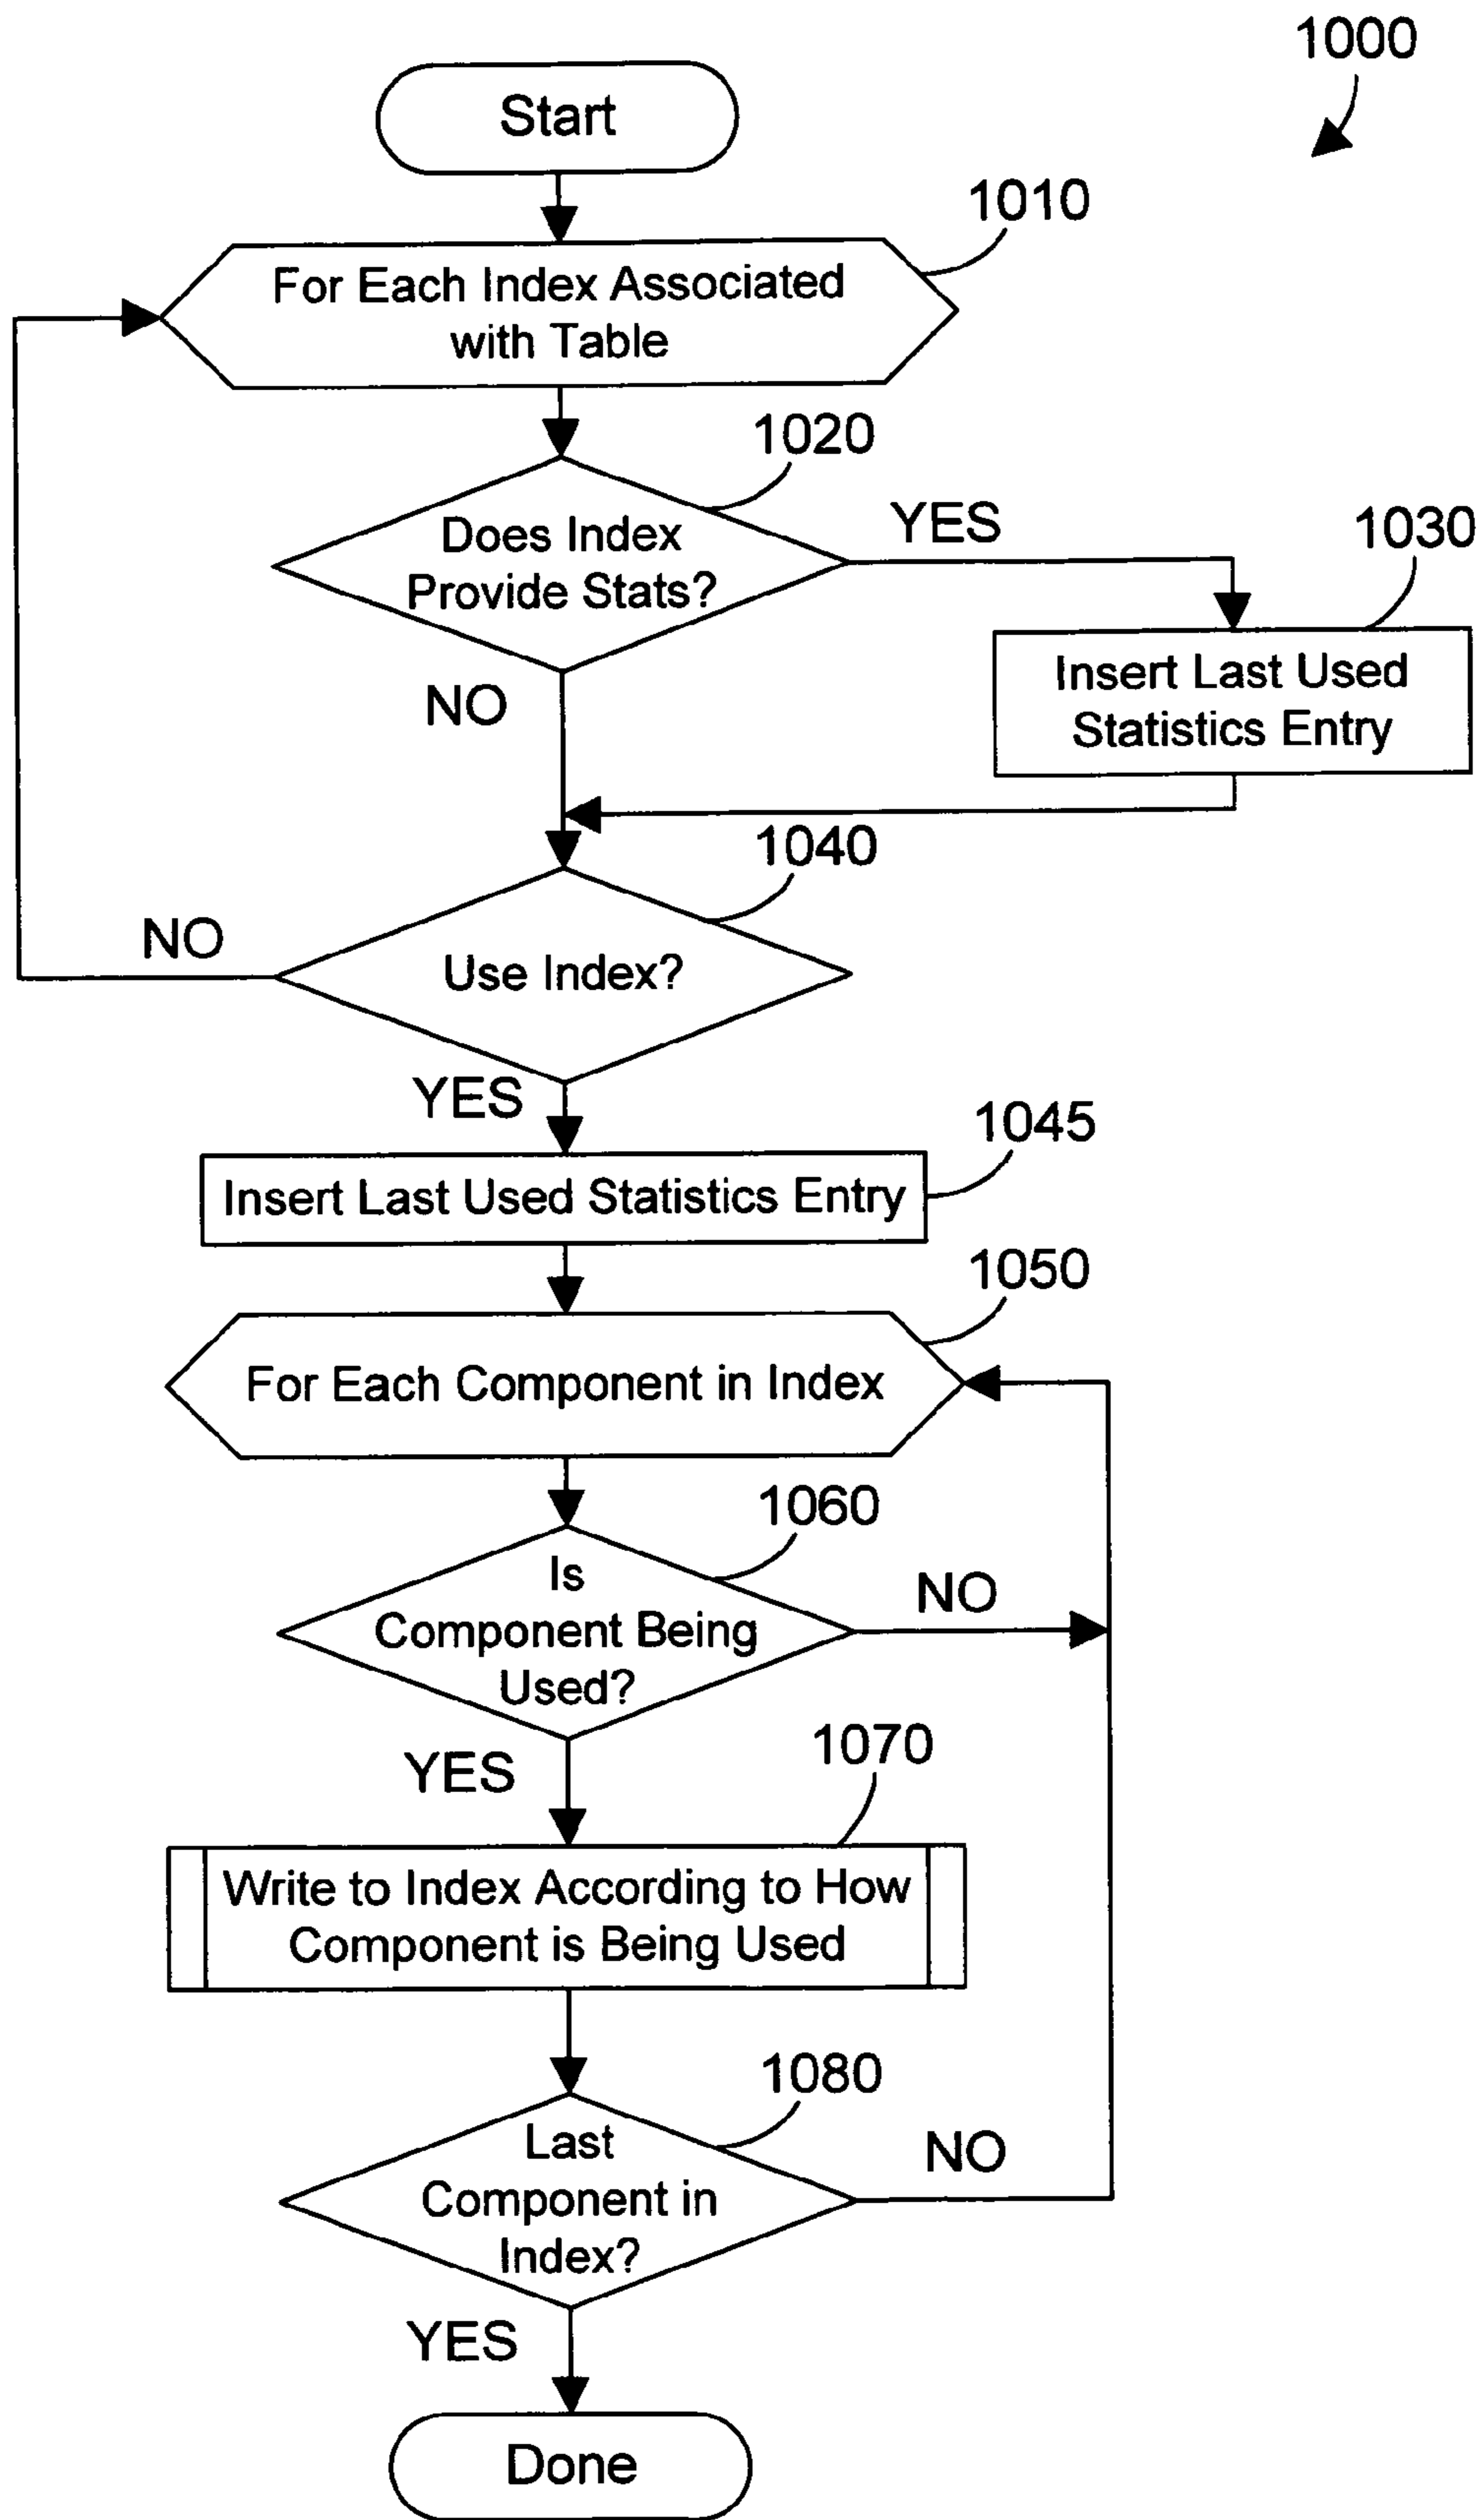 1000
Start
1010
For Each Index Associated
with Table
1020
Does Index
Provide Stats?
YES
1030
Insert Last Used
Statistics Entry
NO
1040
Use Index?
NO
YES
1045
Insert Last Used Statistics Entry
1050
For Each Component in Index
1060
Is
Component Being
Used?
NO
YES
1070
Write to Index According to How
Component is Being Used
1080
Last
Component in
Index?
NO
YES
Done